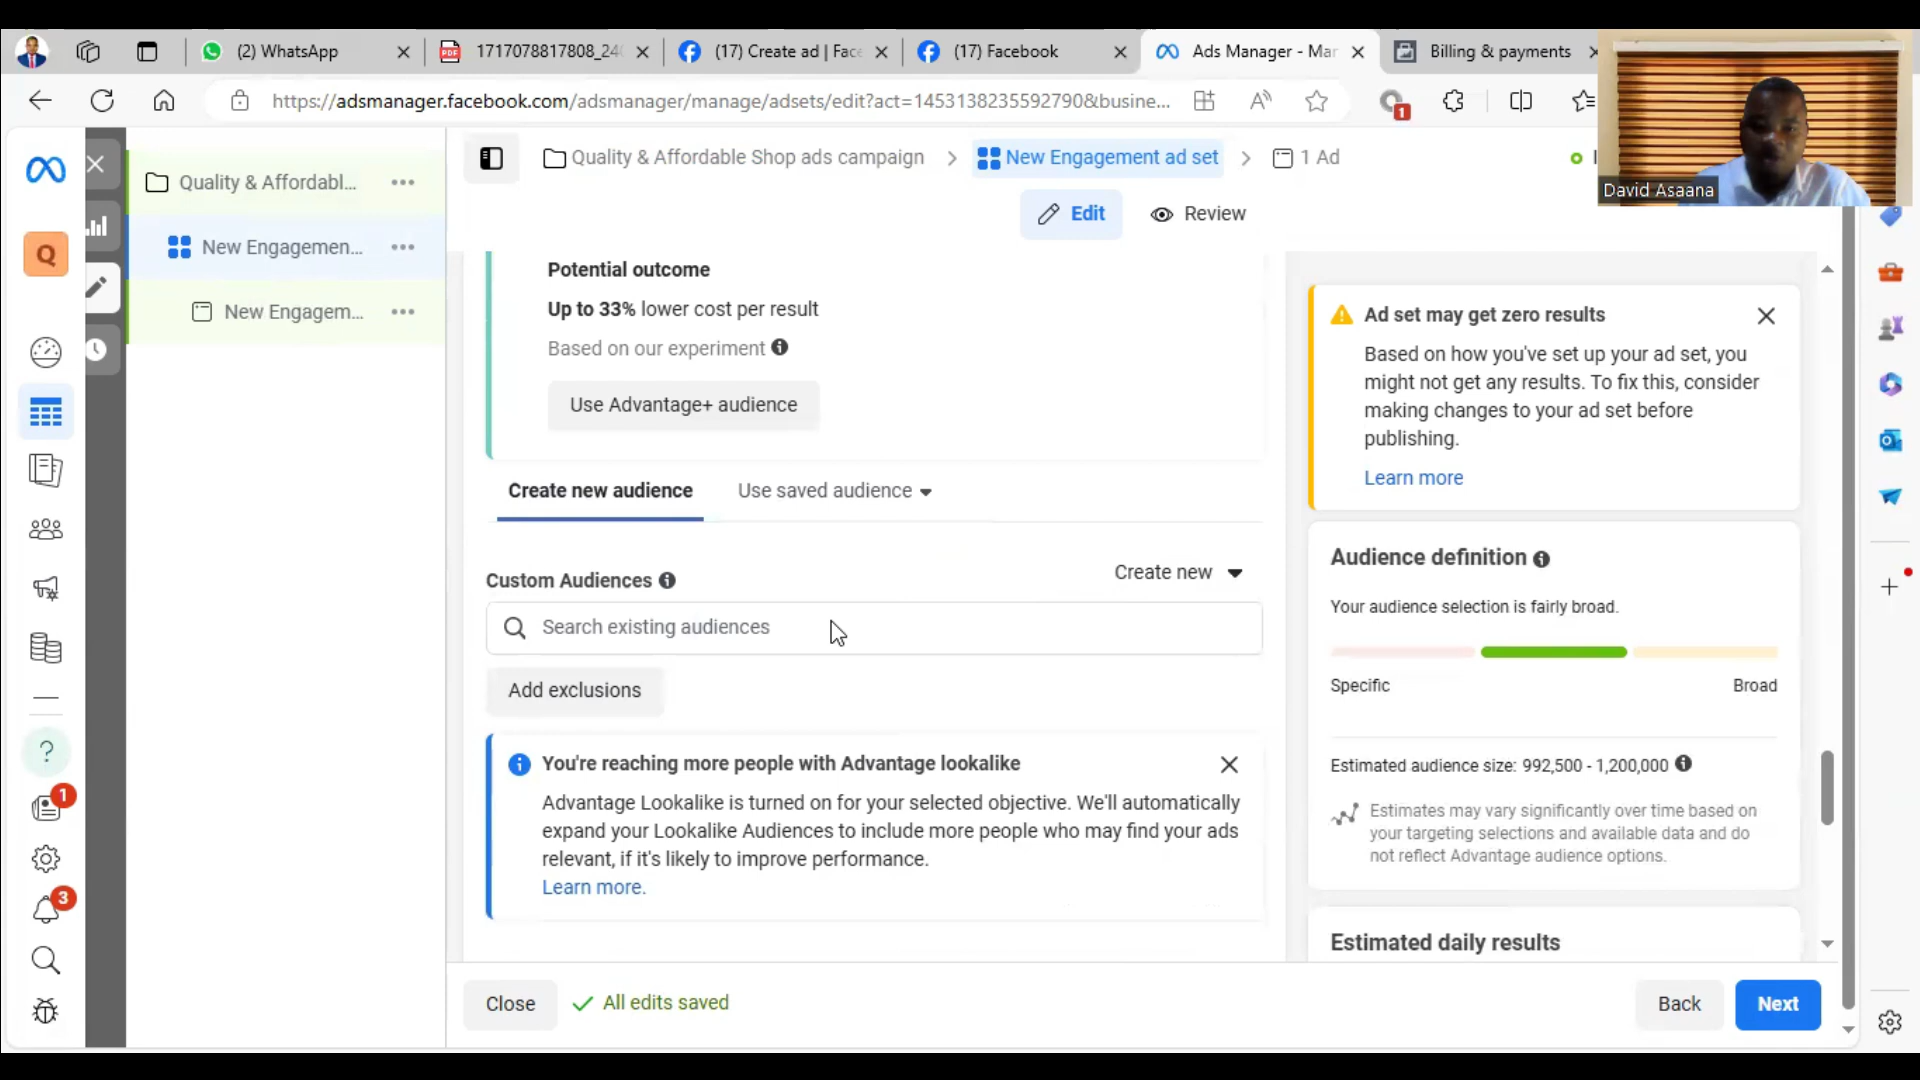 (2) WhatsApp
1717078817808_24
(17) Create ad | Fac
(17) Facebook
Ads Manager - Mar
Billing & payments
https://adsmanager.facebook.com/adsmanager/manage/adsets/edit?act=1453138235592790&busine...
1
David Asaana
Quality & Affordabl...
New Engagemen...
New Engagem...
Q
Quality & Affordable Shop ads campaign
New Engagement ad set
1 Ad
Edit
Review
Potential outcome
Up to 33% lower cost per result
Based on our experiment
Use Advantage+ audience
Create new audience
Use saved audience
Custom Audiences
Create new
Search existing audiences
Add exclusions
You're reaching more people with Advantage lookalike
Advantage Lookalike is turned on for your selected objective. We'll automatically
expand your Lookalike Audiences to include more people who may find your ads
relevant, if it's likely to improve performance.
Learn more.
Ad set may get zero results
Based on how you've set up your ad set, you
might not get any results. To fix this, consider
making changes to your ad set before
publishing.
Learn more
Audience definition
Your audience selection is fairly broad.
Specific
Broad
Estimated audience size: 992,500 - 1,200,000
Estimates may vary significantly over time based on
your targeting selections and available data and do
not reflect Advantage audience options.
Estimated daily results
1
3
Close
All edits saved
Back
Next